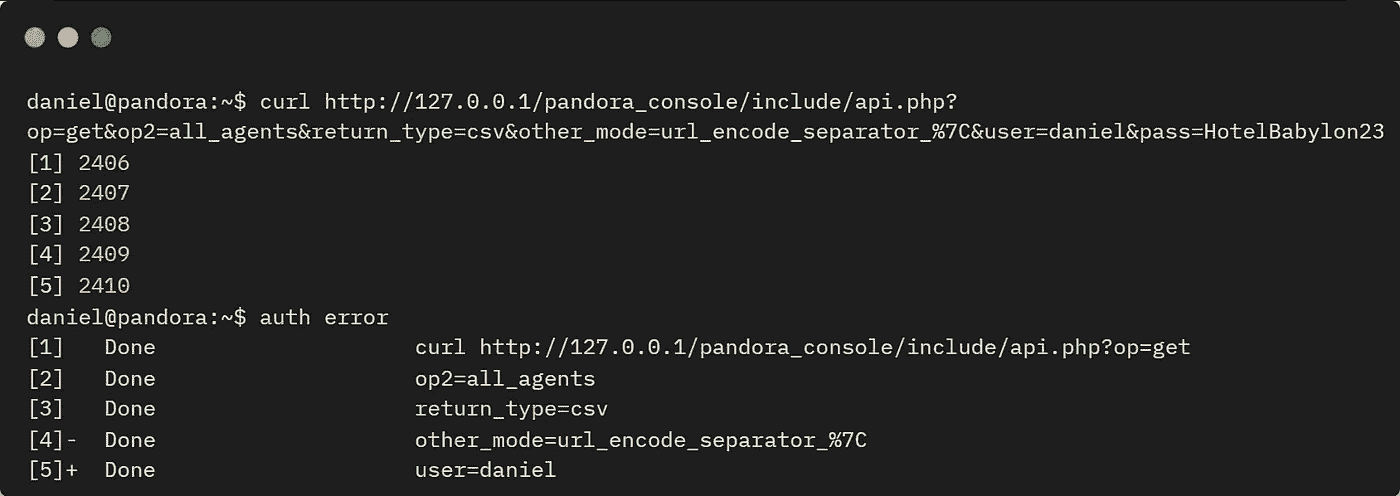 daniel@pandora:~$ curl http://127.0.0.1/pandora_console/include/api.php?
op=get&op2=all_agents&return_type=csv&other_mode=url_encode_separator_%7C&user=daniel&pass=HotelBabylon23
[1] 2406
[2] 2407
[3] 2408
[4] 2409
[5] 2410
daniel@pandora:~$ auth error
[1]   Done                    curl http://127.0.0.1/pandora_console/include/api.php?op=get
[2]   Done                    op2=all_agents
[3]   Done                    return_type=csv
[4]-  Done                    other_mode=url_encode_separator_%7C
[5]+  Done                    user=daniel